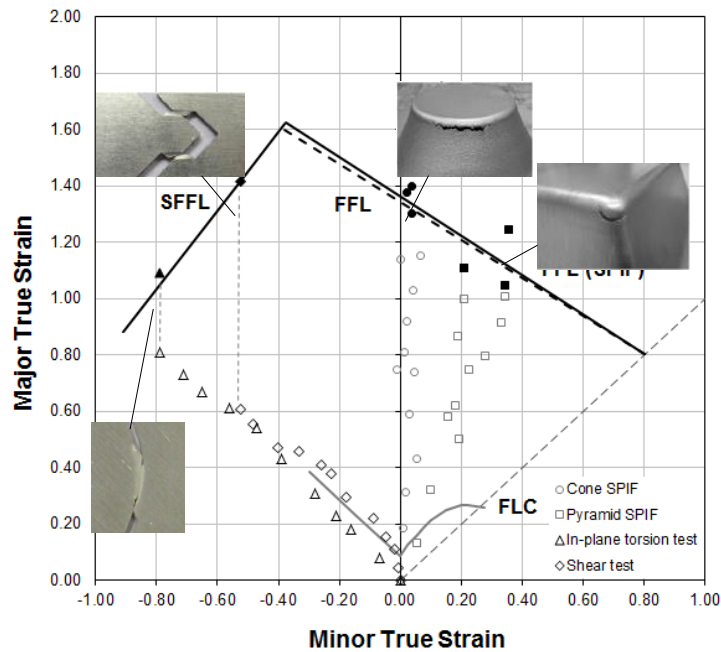 2.00
1.80
1.60
1.40
1.20
1.00
0.80
0.60
0.40
0.20
0.00
-1.00 -0.80 -0.60 -0.40 -0.20 0.00 0.20 0.40 0.60 0.80 1.00
Major True Strain
Minor True Strain
SFFL
FFL
FFL (SPIF)
FLC
Cone SPIF
Pyramid SPIF
In-plane torsion test
Shear test